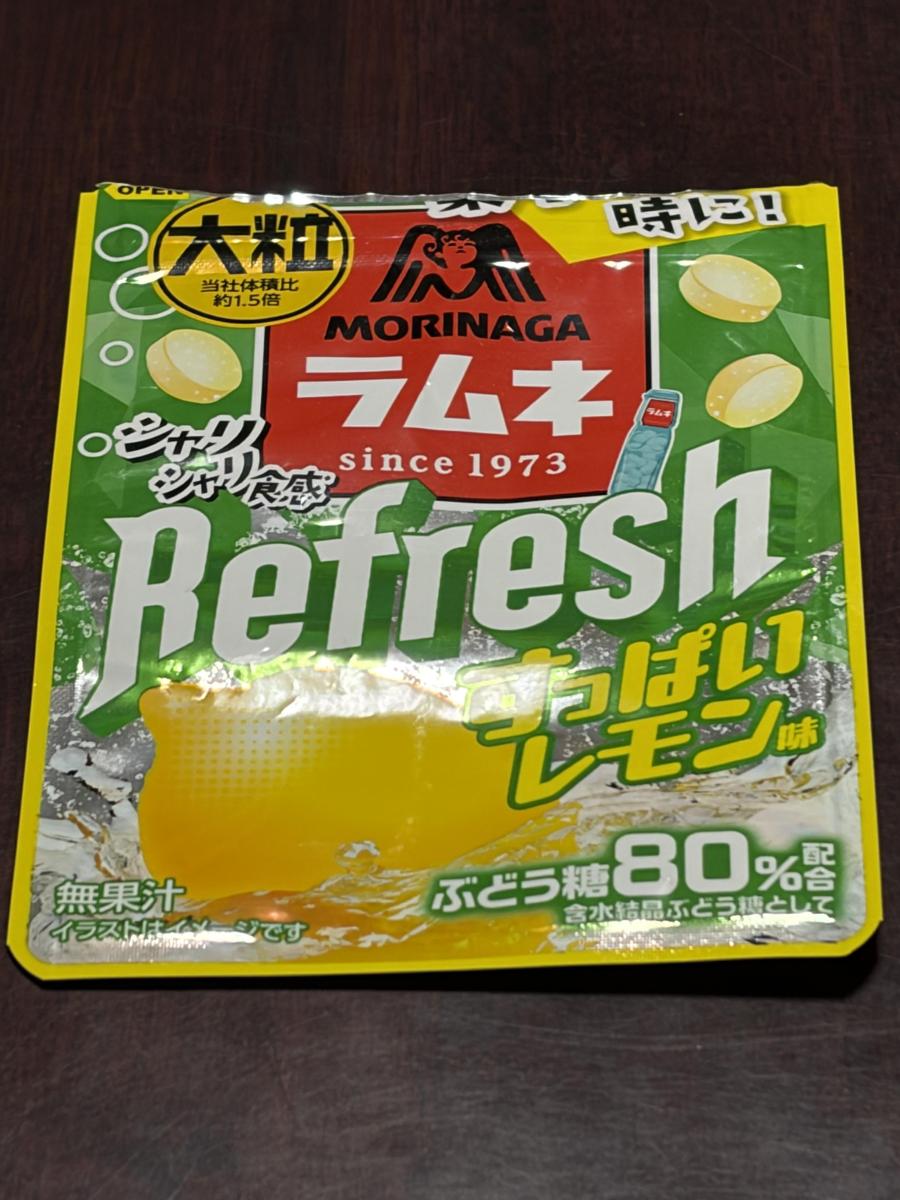 OPEN
大粒
当社体積比
約1.5倍
時に!
MORINAGA
ラムネ
since 1973
ラムネ
シャリ
シャリ食感
Refresh
すっぱい
レモン味
ぶどう糖80%配合
含水結晶ぶどう糖として
無果汁
イラストはイメージです